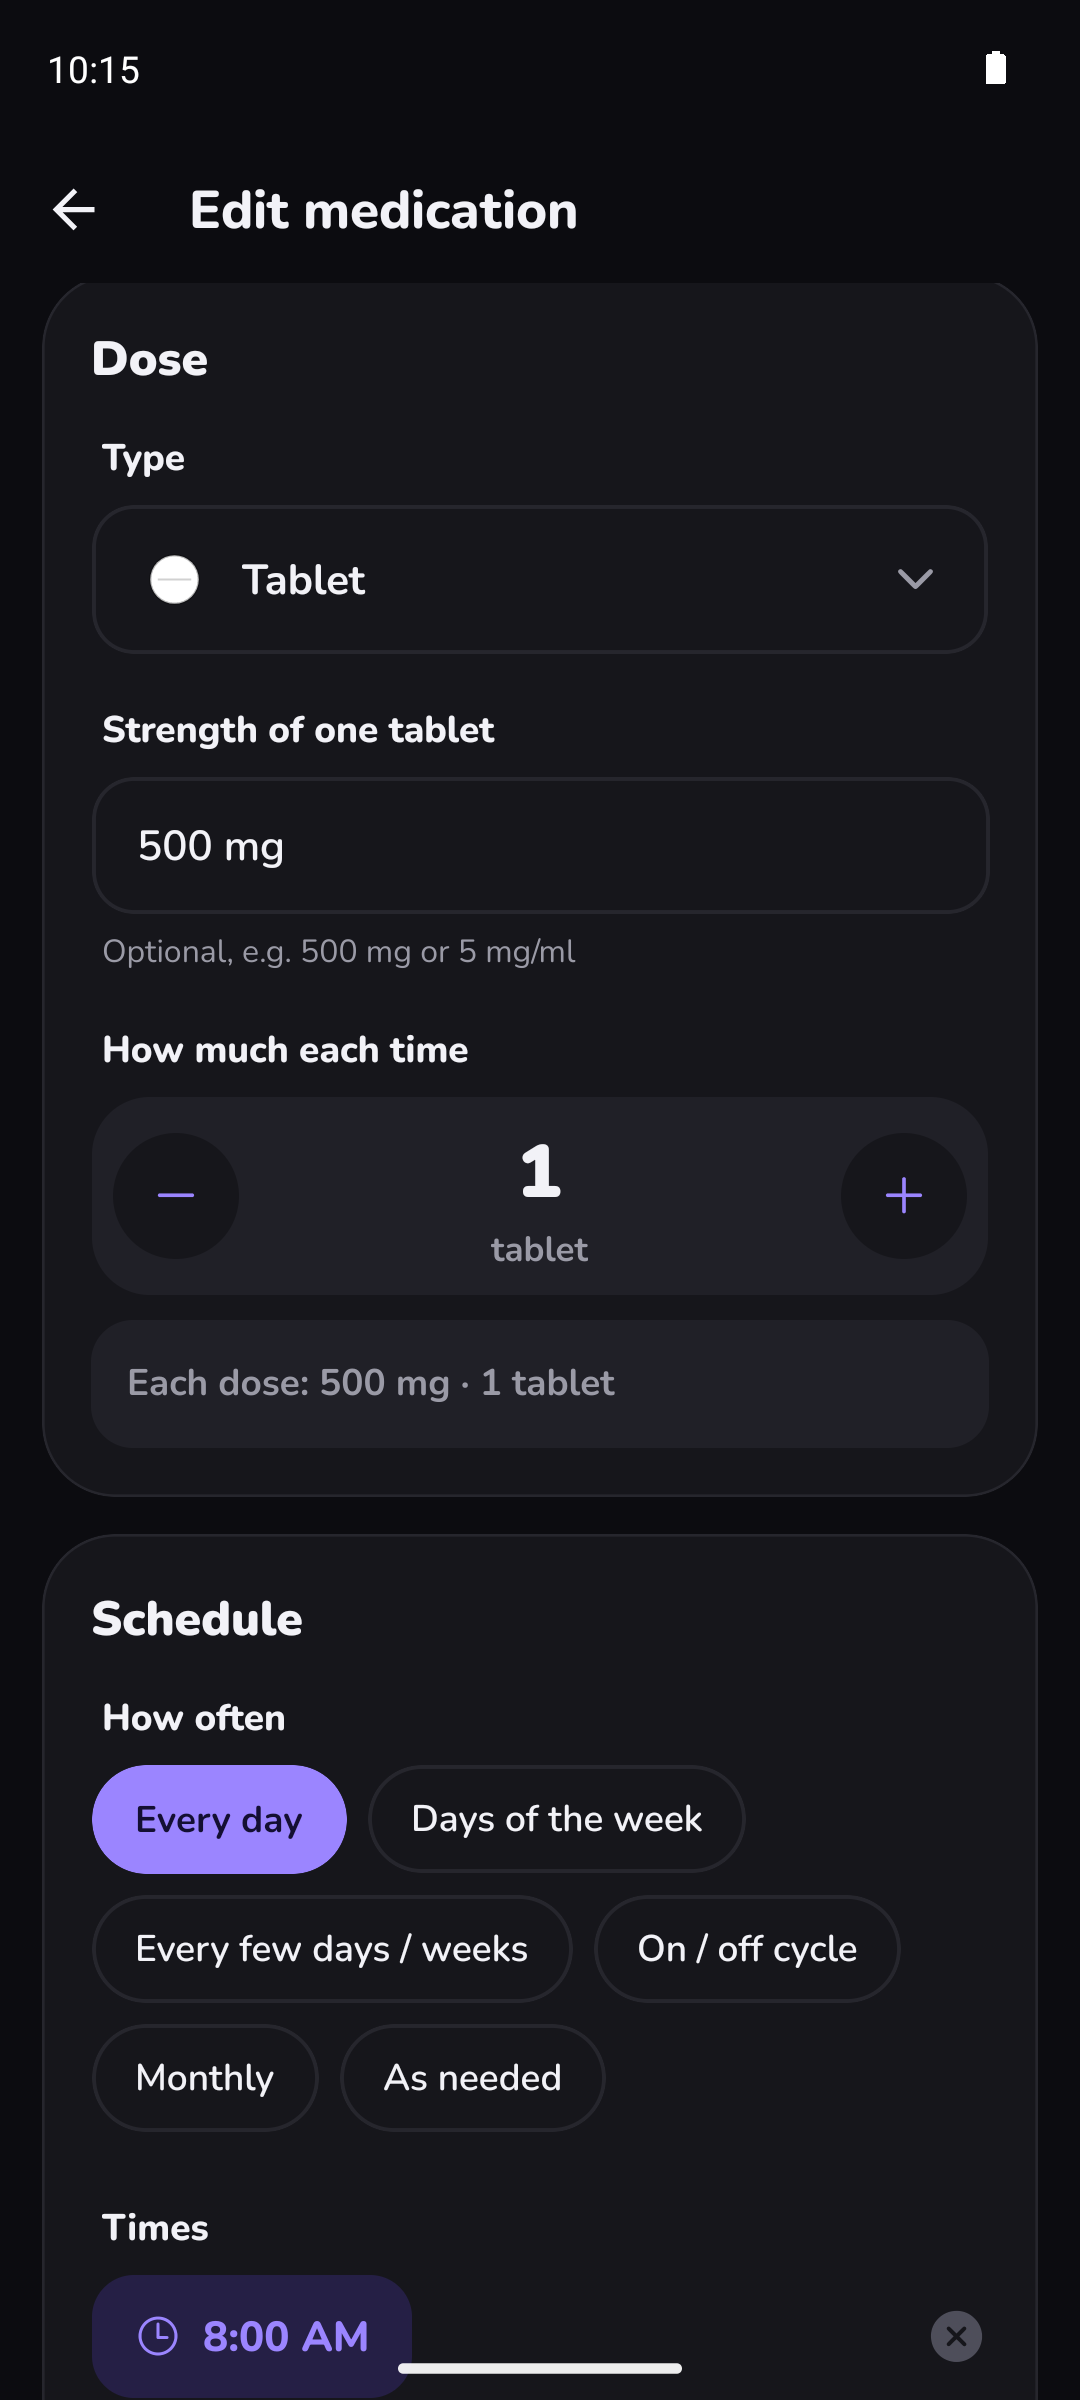 10:15
Edit medication
Dose
Type
Tablet
Strength of one tablet
500 mg
Optional, e.g. 500 mg or 5 mg/ml
How much each time
1
tablet
Each dose: 500 mg · 1 tablet
Schedule
How often
Every day
Days of the week
Every few days / weeks
On / off cycle
Monthly
As needed
Times
8:00 AM